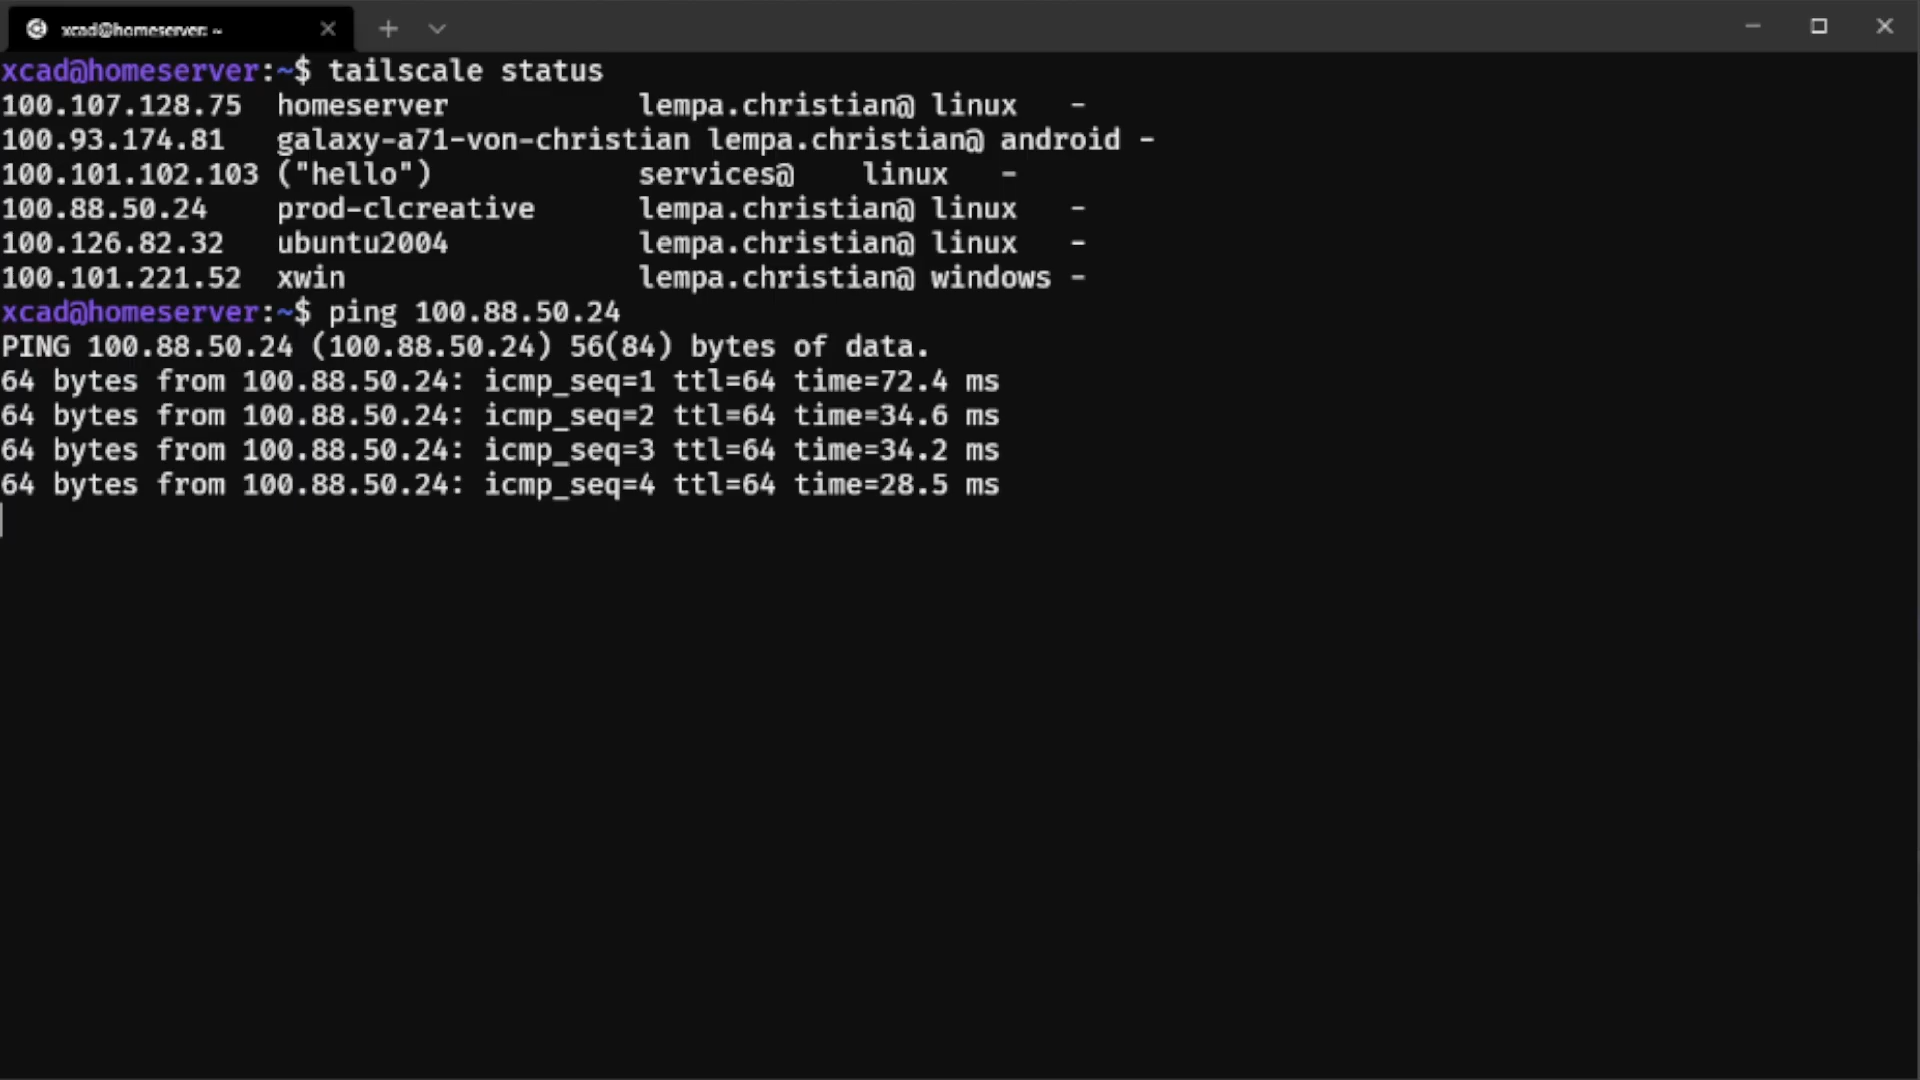 xcad@homeserver: ~
xcad@homeserver:~$ tailscale status
100.107.128.75  homeserver           lempa.christian@ linux   -
100.93.174.81   galaxy-a71-von-christian lempa.christian@ android -
100.101.102.103 ("hello")            services@    linux   -
100.88.50.24    prod-clcreative      lempa.christian@ linux   -
100.126.82.32   ubuntu2004           lempa.christian@ linux   -
100.101.221.52  xwin                 lempa.christian@ windows -
xcad@homeserver:~$ ping 100.88.50.24
PING 100.88.50.24 (100.88.50.24) 56(84) bytes of data.
64 bytes from 100.88.50.24: icmp_seq=1 ttl=64 time=72.4 ms
64 bytes from 100.88.50.24: icmp_seq=2 ttl=64 time=34.6 ms
64 bytes from 100.88.50.24: icmp_seq=3 ttl=64 time=34.2 ms
64 bytes from 100.88.50.24: icmp_seq=4 ttl=64 time=28.5 ms